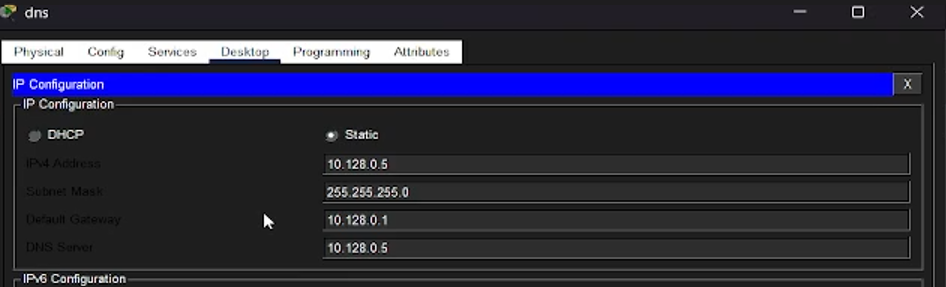 dns
Physical Config Services Desktop Programming Attributes
IP Configuration X
IP Configuration
DHCP Static
IPv4 Address 10.128.0.5
Subnet Mask 255.255.255.0
Default Gateway 10.128.0.1
DNS Server 10.128.0.5
IPv6 Configuration